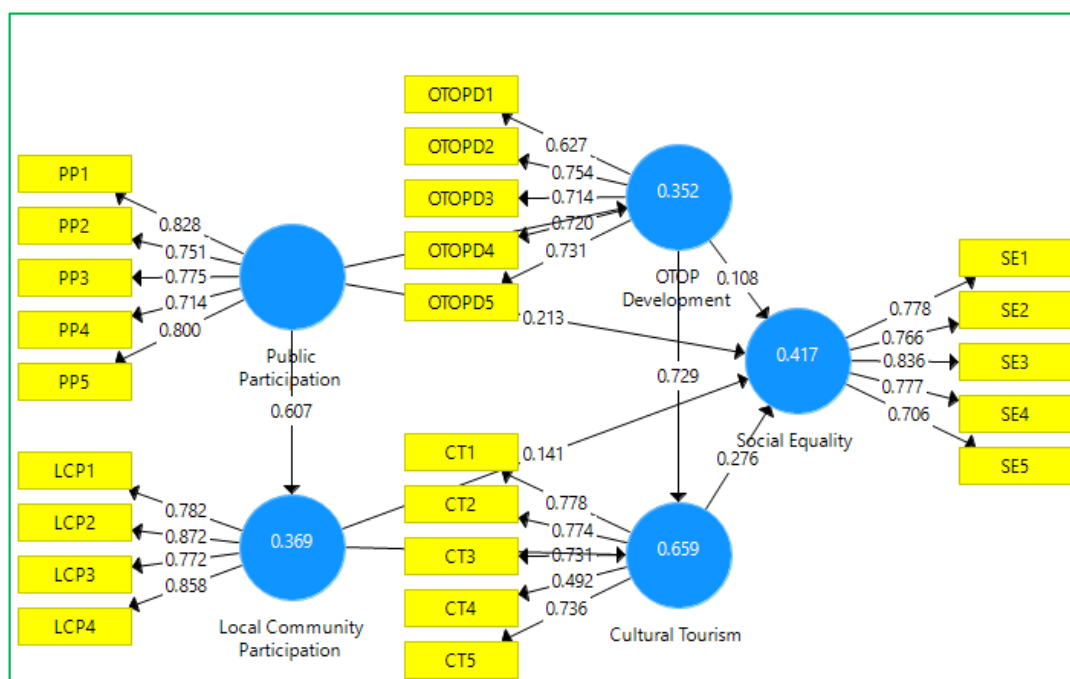 OTOPD1
OTOPD2
OTOPD3
OTOPD4
OTOPD5
0.627
0.754
0.714
0.720
0.731
0.352
OTOP
Development
PP1
PP2
PP3
PP4
PP5
0.828
0.751
0.775
0.714
0.800
Public
Participation
0.108
0.213
0.417
Social Equality
SE1
SE2
SE3
SE4
SE5
0.778
0.766
0.836
0.777
0.706
0.607
0.729
0.141
0.276
LCP1
LCP2
LCP3
LCP4
0.782
0.872
0.772
0.858
0.369
Local Community
Participation
CT1
CT2
CT3
CT4
CT5
0.778
0.774
0.731
0.492
0.736
0.659
Cultural Tourism